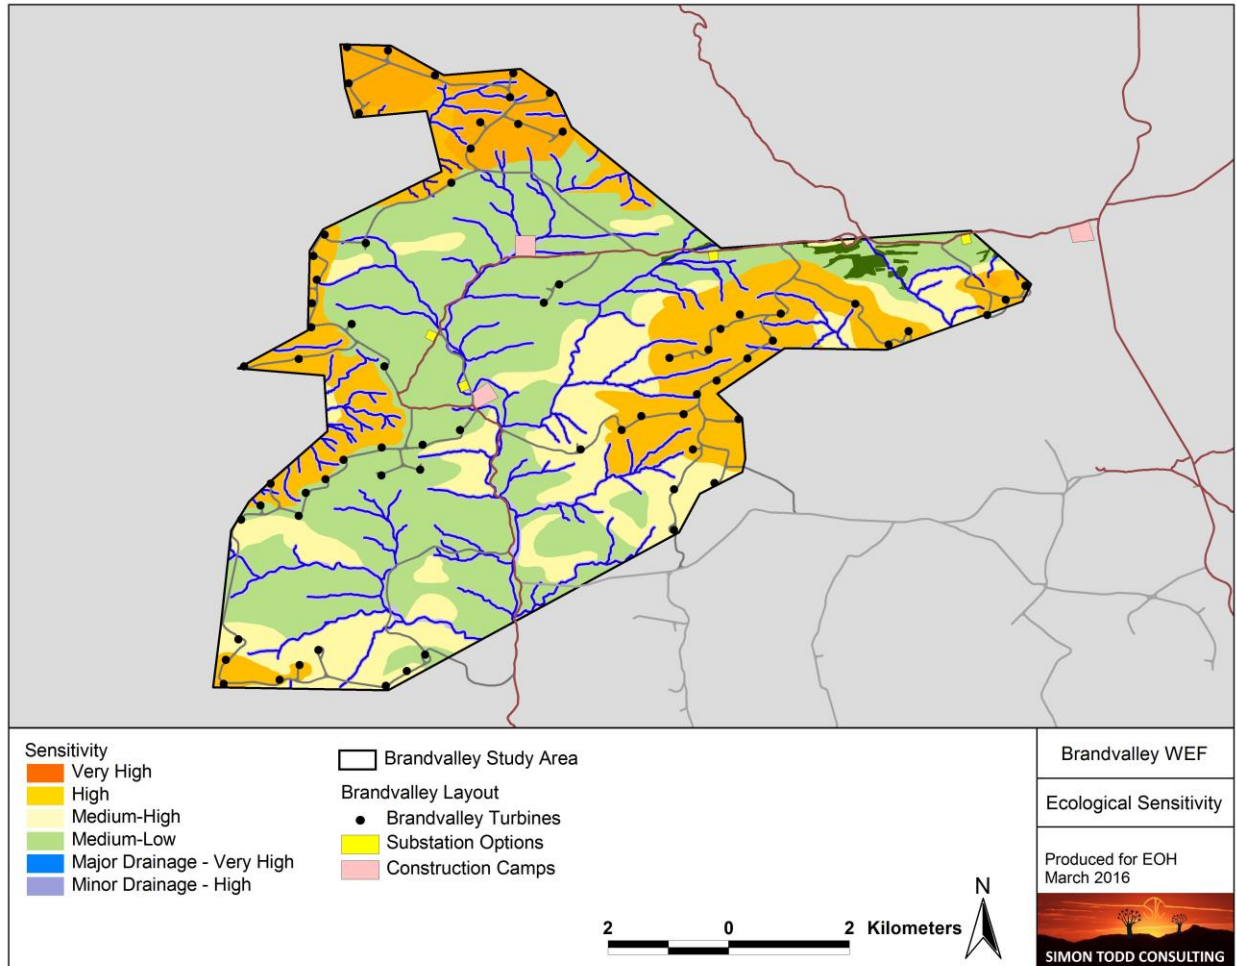 Sensitivity
Very High
High
Medium-High
Medium-Low
Major Drainage - Very High
Minor Drainage - High
Brandvalley Study Area
Brandvalley Layout
Brandvalley Turbines
Substation Options
Construction Camps
2 0 2 Kilometers
N
Brandvalley WEF
Ecological Sensitivity
Produced for EOH
March 2016
SIMON TODD CONSULTING